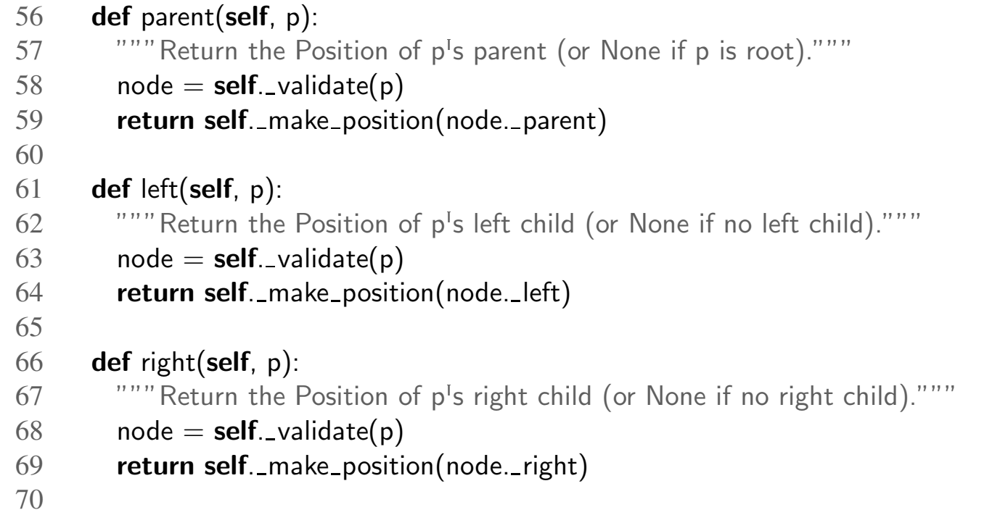 56 def parent(self, p):
57 """Return the Position of p's parent (or None if p is root)."""
58 node = self._validate(p)
59 return self._make_position(node._parent)
60
61 def left(self, p):
62 """Return the Position of p's left child (or None if no left child)."""
63 node = self._validate(p)
64 return self._make_position(node._left)
65
66 def right(self, p):
67 """Return the Position of p's right child (or None if no right child)."""
68 node = self._validate(p)
69 return self._make_position(node._right)
70